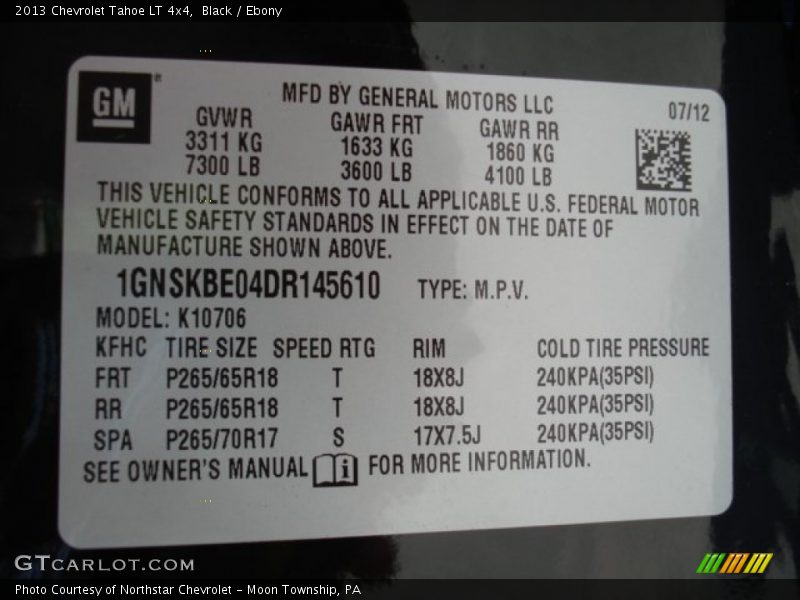 2013 Chevrolet Tahoe LT 4x4, Black / Ebony
GM
®
MFD BY GENERAL MOTORS LLC
07/12
GVWR GAWR FRT GAWR RR
3311 KG 1633 KG 1860 KG
7300 LB 3600 LB 4100 LB
THIS VEHICLE CONFORMS TO ALL APPLICABLE U.S. FEDERAL MOTOR
VEHICLE SAFETY STANDARDS IN EFFECT ON THE DATE OF
MANUFACTURE SHOWN ABOVE.
1GNSKBE04DR145610 TYPE: M.P.V.
MODEL: K10706
KFHC TIRE SIZE SPEED RTG RIM COLD TIRE PRESSURE
FRT P265/65R18 T 18X8J 240KPA(35PSI)
RR P265/65R18 T 18X8J 240KPA(35PSI)
SPA P265/70R17 S 17X7.5J 240KPA(35PSI)
SEE OWNER'S MANUAL i FOR MORE INFORMATION.
GTCARLOT.COM
Photo Courtesy of Northstar Chevrolet - Moon Township, PA